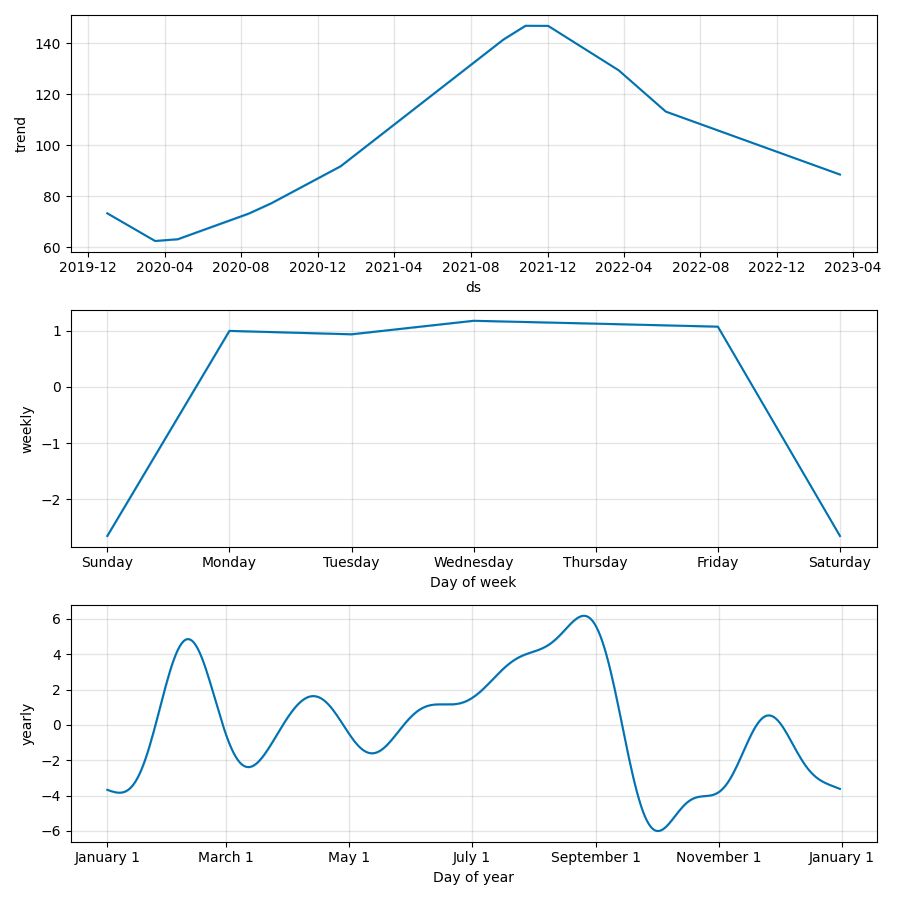 140
120
100
80
60
trend
2019-12 2020-04 2020-08 2020-12 2021-04 2021-08 2021-12 2022-04 2022-08 2022-12 2023-04
ds
1
0
−1
−2
weekly
Sunday Monday Tuesday Wednesday Thursday Friday Saturday
Day of week
6
4
2
0
−2
−4
−6
yearly
January 1 March 1 May 1 July 1 September 1 November 1 January 1
Day of year